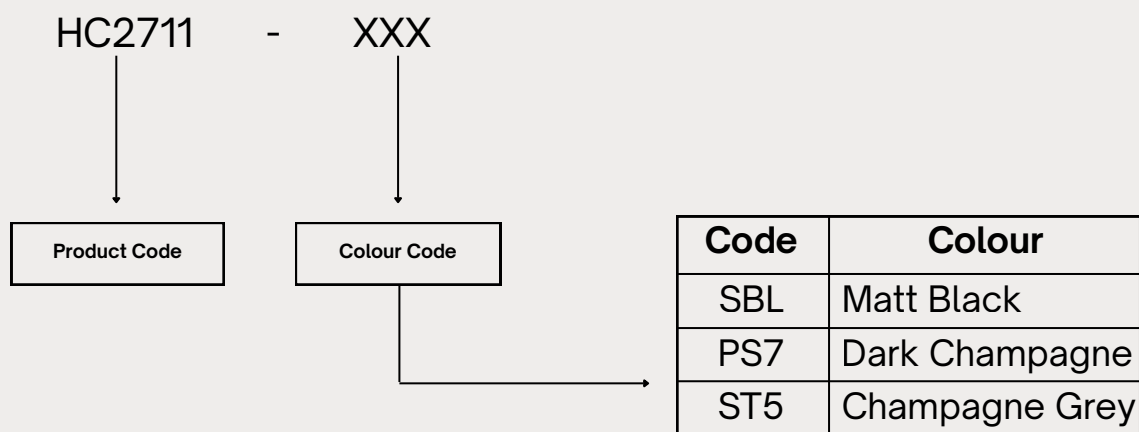 HC2711 - XXX
Product Code
Colour Code
Code Colour
SBL Matt Black
PS7 Dark Champagne
ST5 Champagne Grey